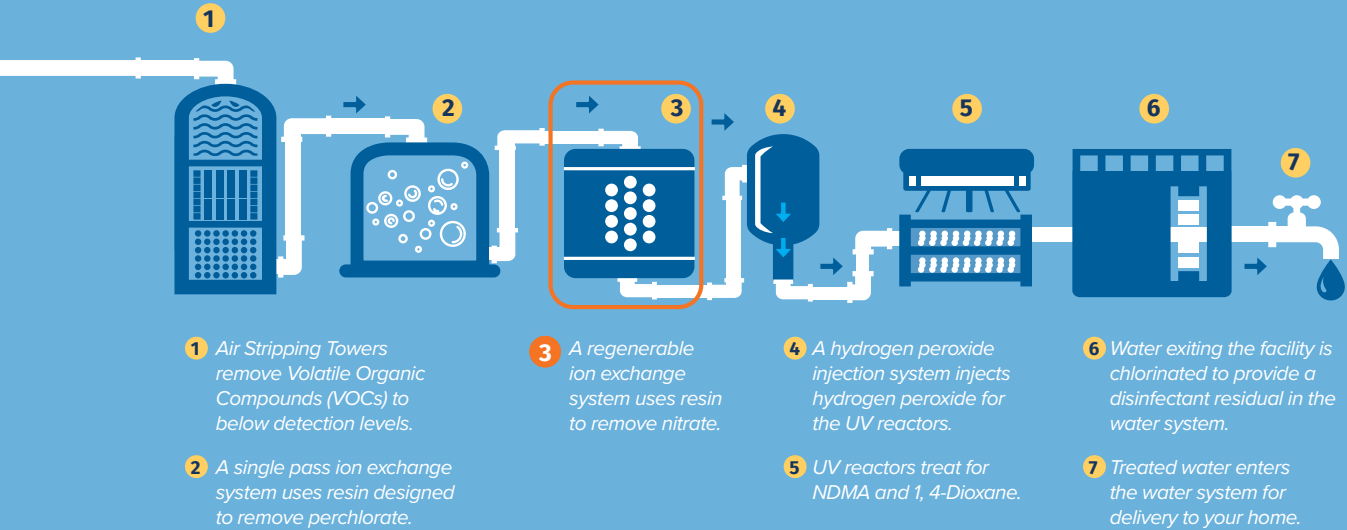 1
2
3
4
5
6
7
1 Air Stripping Towers
remove Volatile Organic
Compounds (VOCs) to
below detection levels.
2 A single pass ion exchange
system uses resin designed
to remove perchlorate.
3 A regenerable
ion exchange
system uses resin
to remove nitrate.
4 A hydrogen peroxide
injection system injects
hydrogen peroxide for
the UV reactors.
5 UV reactors treat for
NDMA and 1, 4-Dioxane.
6 Water exiting the facility is
chlorinated to provide a
disinfectant residual in the
water system.
7 Treated water enters
the water system for
delivery to your home.